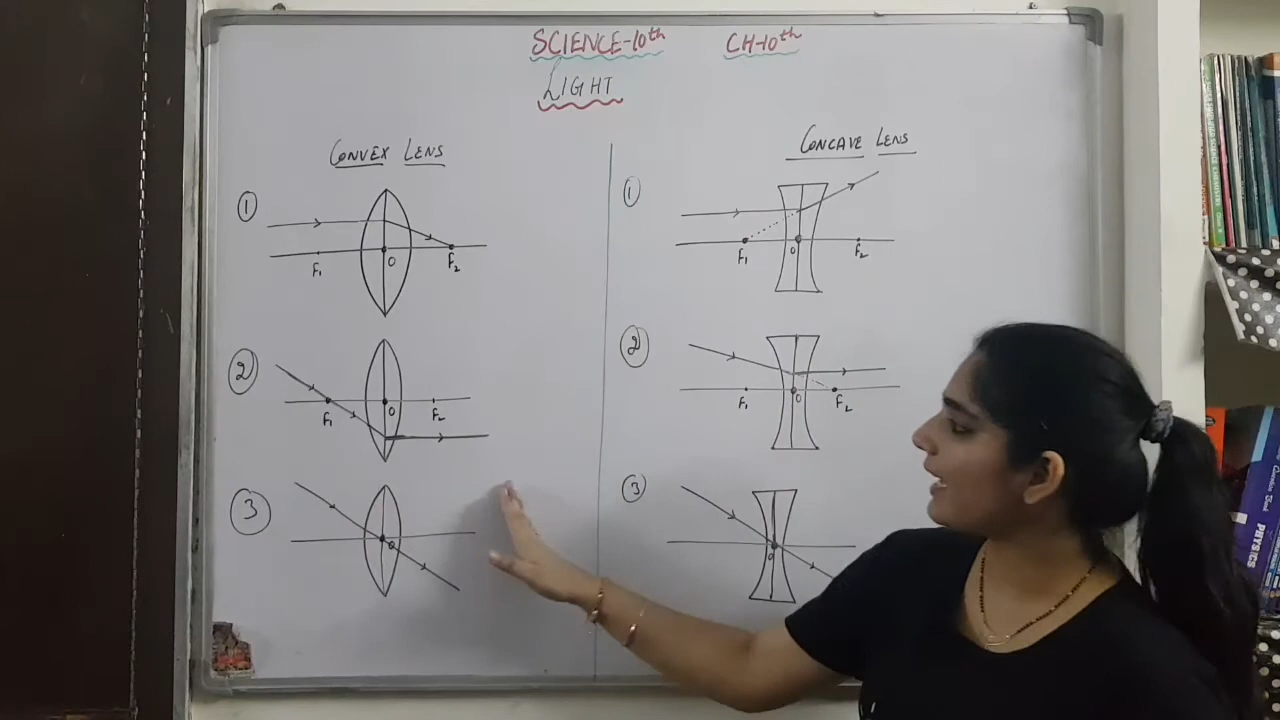 SCIENCE-10th CH-10th
LIGHT
CONVEX LENS
1
F1 O F2
2
F1 O F2
3
O
CONCAVE LENS
1
F1 O F2
2
F1 O F2
3
O
PHYSICS